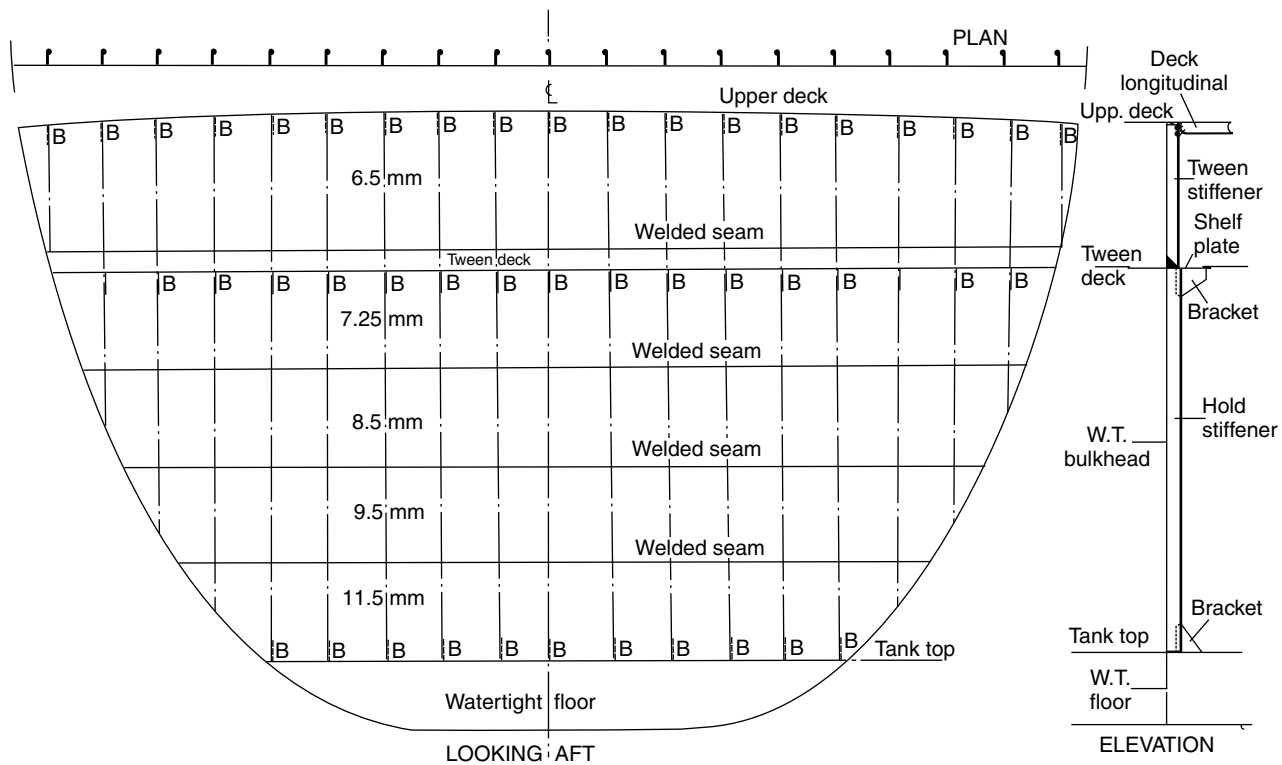 PLAN
℄
Deck
longitudinal
Upper deck
Upp. deck
B B B B B B B B B B B B B B B B B B B
6.5 mm
Tween
stiffener
Welded seam
Shelf
plate
Tween deck
Tween
deck
B B B B B B B B B B B B B B B
Bracket
7.25 mm
Welded seam
8.5 mm
Hold
stiffener
W.T.
bulkhead
Welded seam
9.5 mm
Welded seam
11.5 mm
Bracket
B B B B B B B B B B B
Tank top
Tank top
Watertight floor
W.T.
floor
LOOKING AFT
ELEVATION